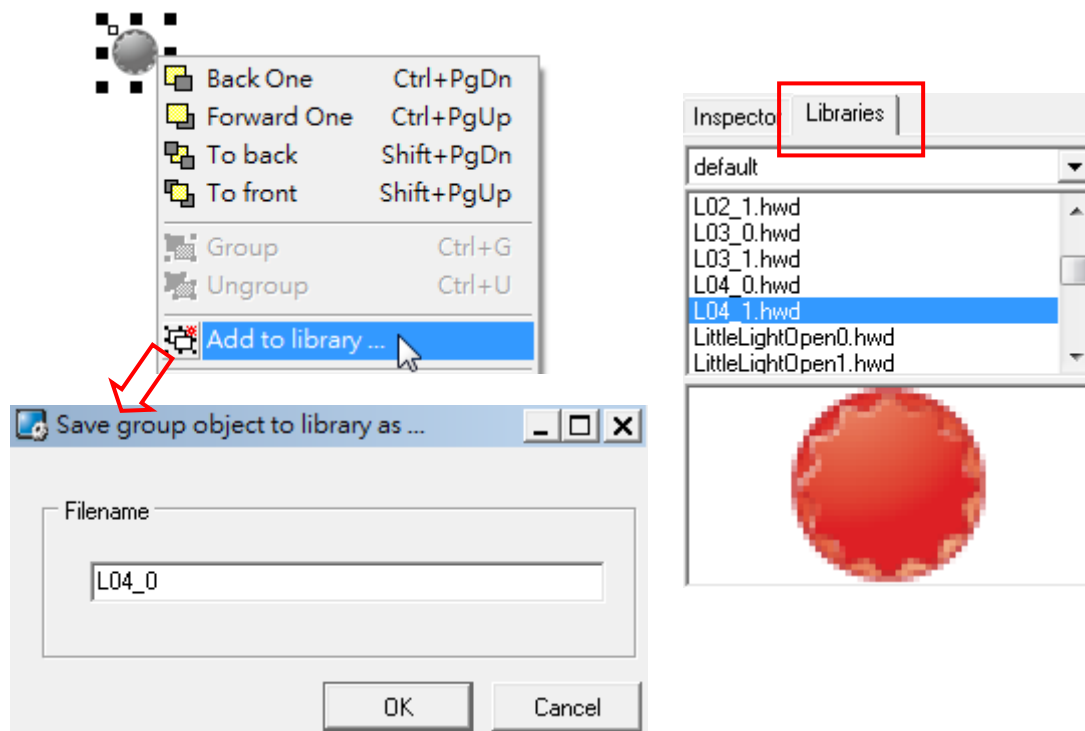 Back One Ctrl+PgDn
Forward One Ctrl+PgUp
To back Shift+PgDn
To front Shift+PgUp
Group Ctrl+G
Ungroup Ctrl+U
Add to library ...
Save group object to library as ...
Filename
L04_0
OK Cancel
Inspecto Libraries
default
L02_1.hwd
L03_0.hwd
L03_1.hwd
L04_0.hwd
L04_1.hwd
LittleLightOpen0.hwd
LittleLightOpen1.hwd